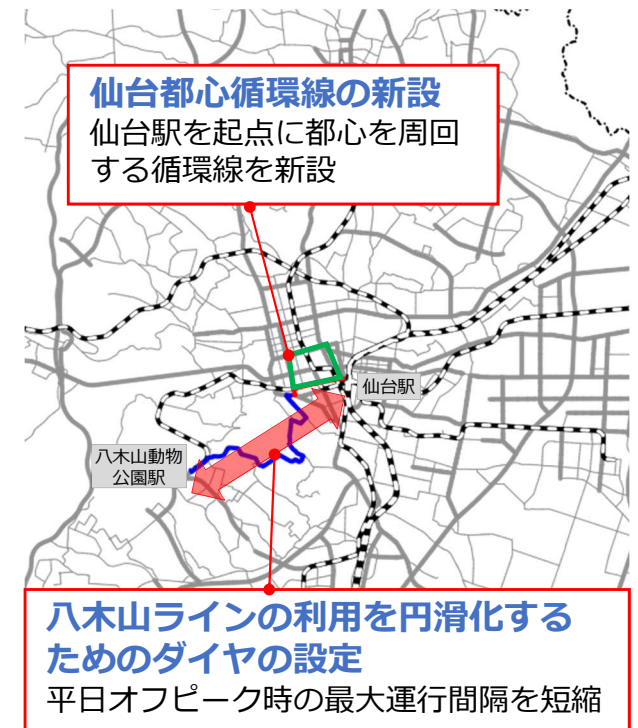 仙台都心循環線の新設
仙台駅を起点に都心を周回
する循環線を新設
仙台駅
八木山動物
公園駅
八木山ラインの利用を円滑化する
ためのダイヤの設定
平日オフピーク時の最大運行間隔を短縮